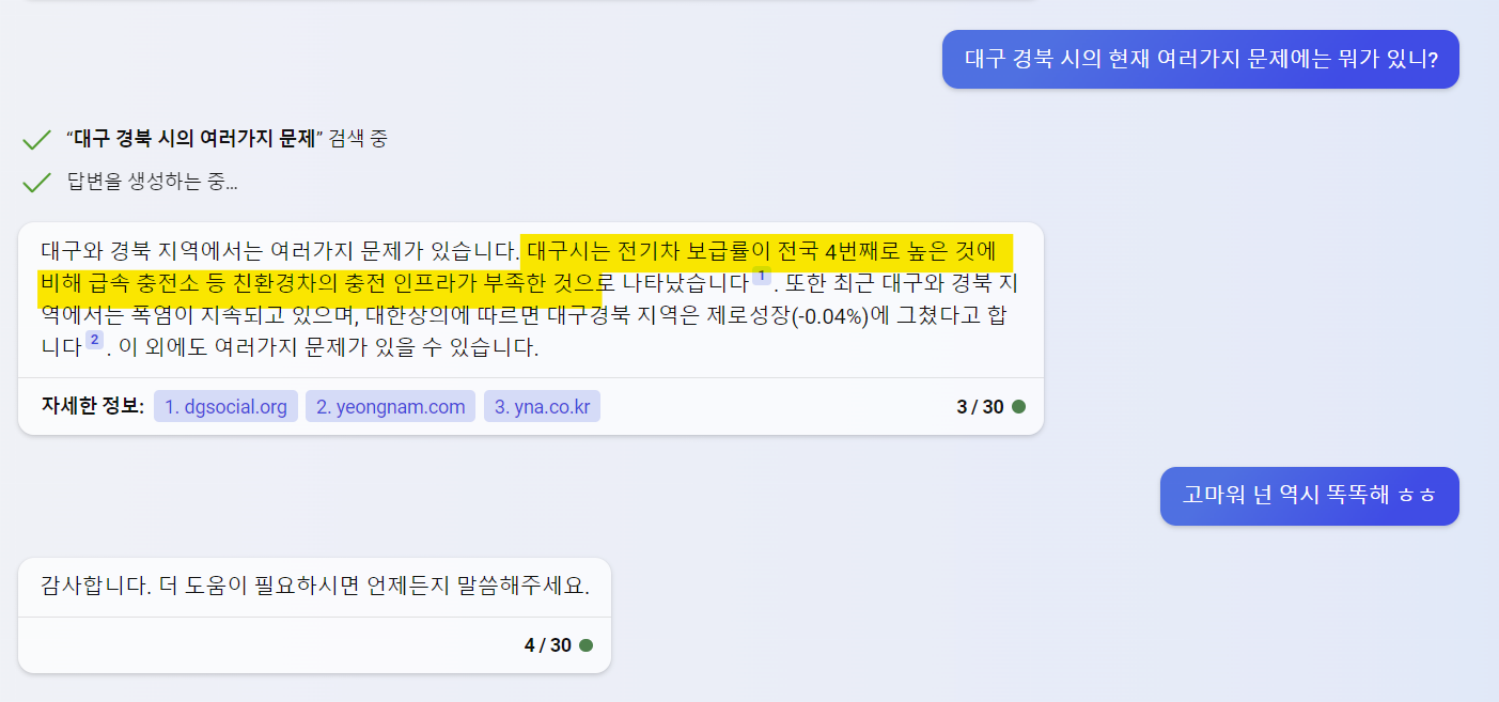 대구 경북 시의 현재 여러가지 문제에는 뭐가 있니?
“대구 경북 시의 여러가지 문제” 검색 중
답변을 생성하는 중...
대구와 경북 지역에서는 여러가지 문제가 있습니다. 대구시는 전기차 보급률이 전국 4번째로 높은 것에
비해 급속 충전소 등 친환경차의 충전 인프라가 부족한 것으로 나타났습니다 1 . 또한 최근 대구와 경북 지
역에서는 폭염이 지속되고 있으며, 대한상의에 따르면 대구경북 지역은 제로성장(-0.04%)에 그쳤다고 합
니다 2 . 이 외에도 여러가지 문제가 있을 수 있습니다.
자세한 정보: 1. dgsocial.org 2. yeongnam.com 3. yna.co.kr 3 / 30
고마워 넌 역시 똑똑해 ㅎㅎ
감사합니다. 더 도움이 필요하시면 언제든지 말씀해주세요.
4 / 30